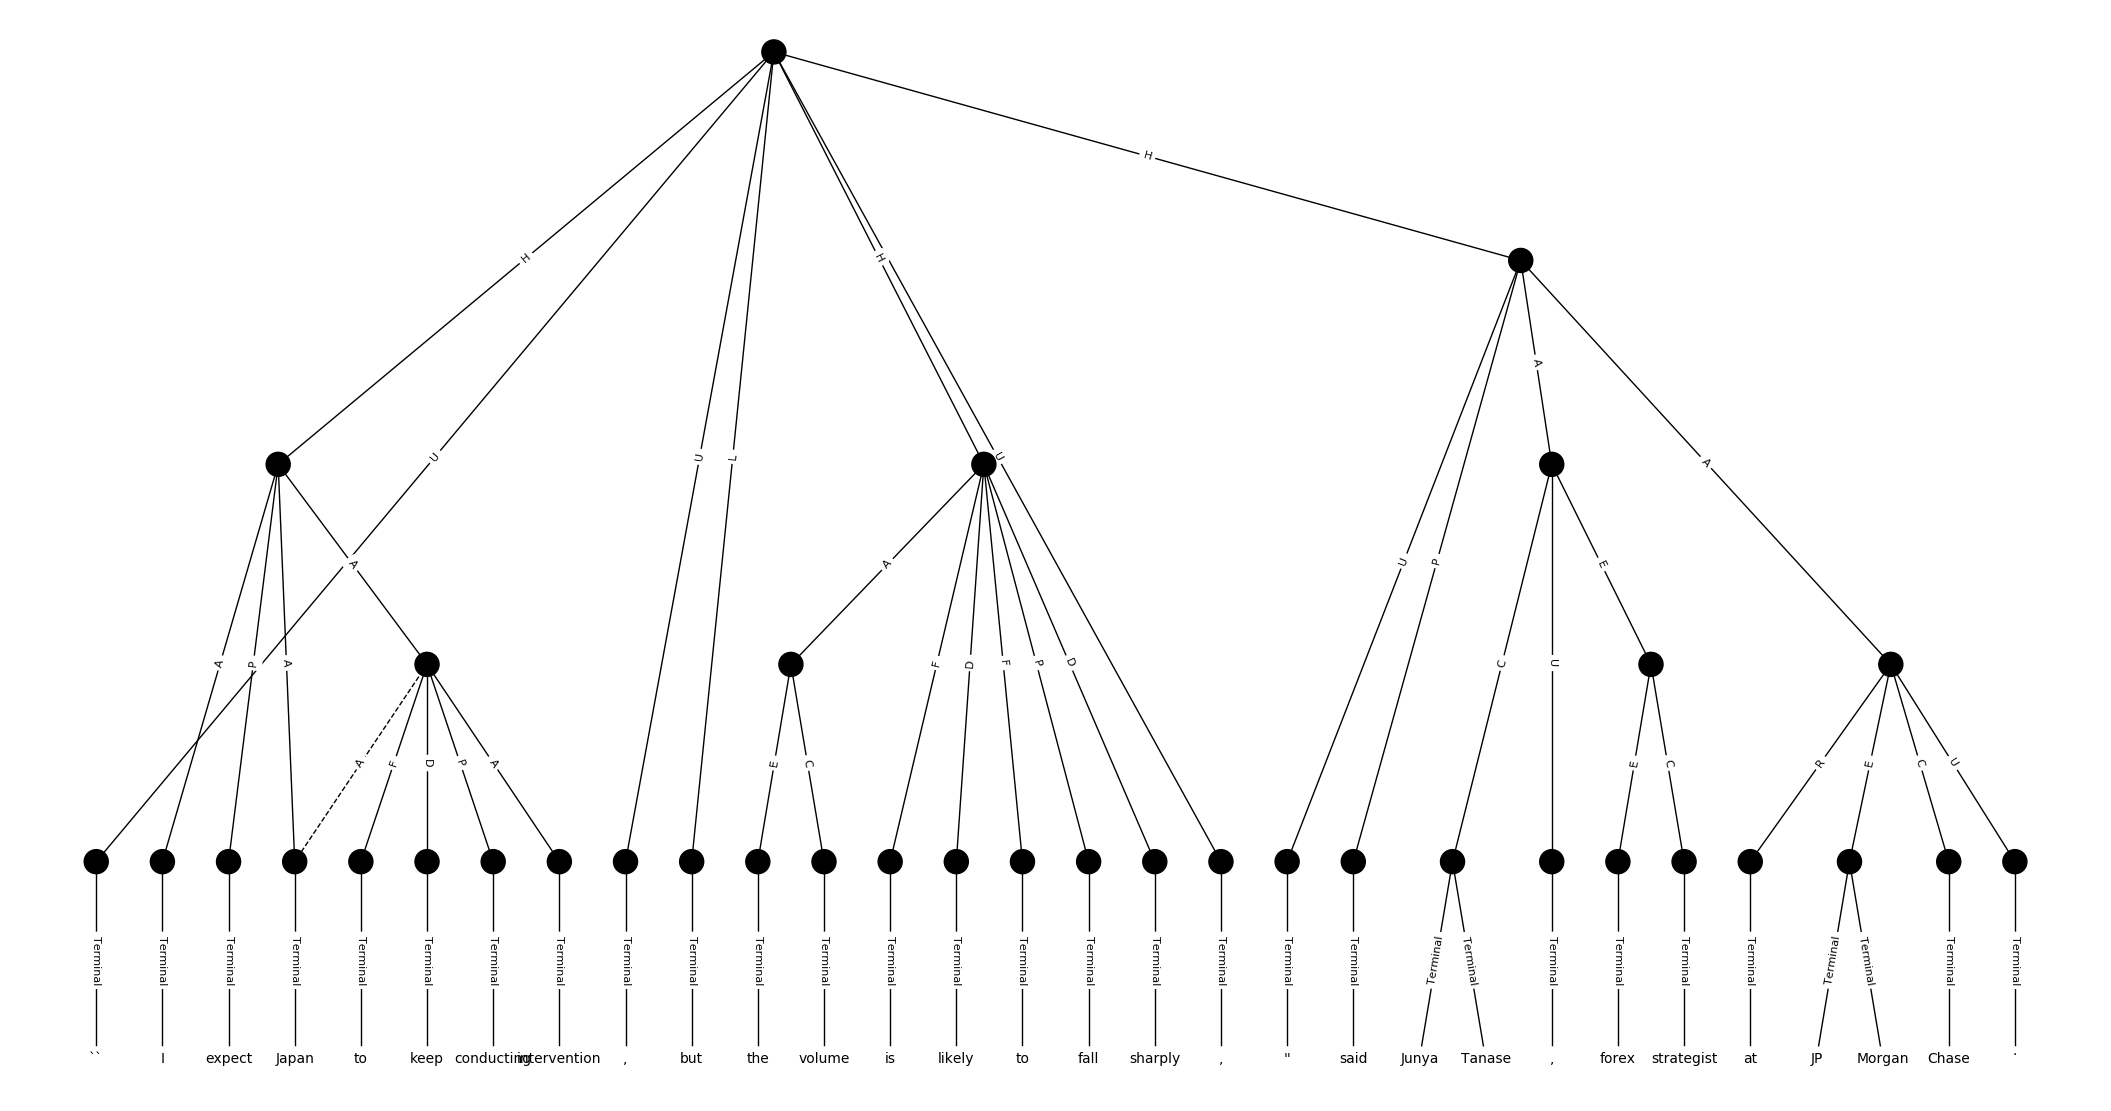 H
H
H
A
U
U
L
U
A
A
U
P
E
A
A
P
A
F
D
F
P
D
C
U
A
F
D
P
A
E
C
E
C
R
E
C
U
Terminal Terminal Terminal Terminal Terminal Terminal Terminal Terminal Terminal Terminal Terminal Terminal Terminal Terminal Terminal Terminal Terminal Terminal Terminal Terminal Terminal Terminal Terminal Terminal Terminal Terminal Terminal Terminal Terminal Terminal
`` I expect Japan to keep conducting intervention , but the volume is likely to fall sharply , " said Junya Tanase , forex strategist at JP Morgan Chase .